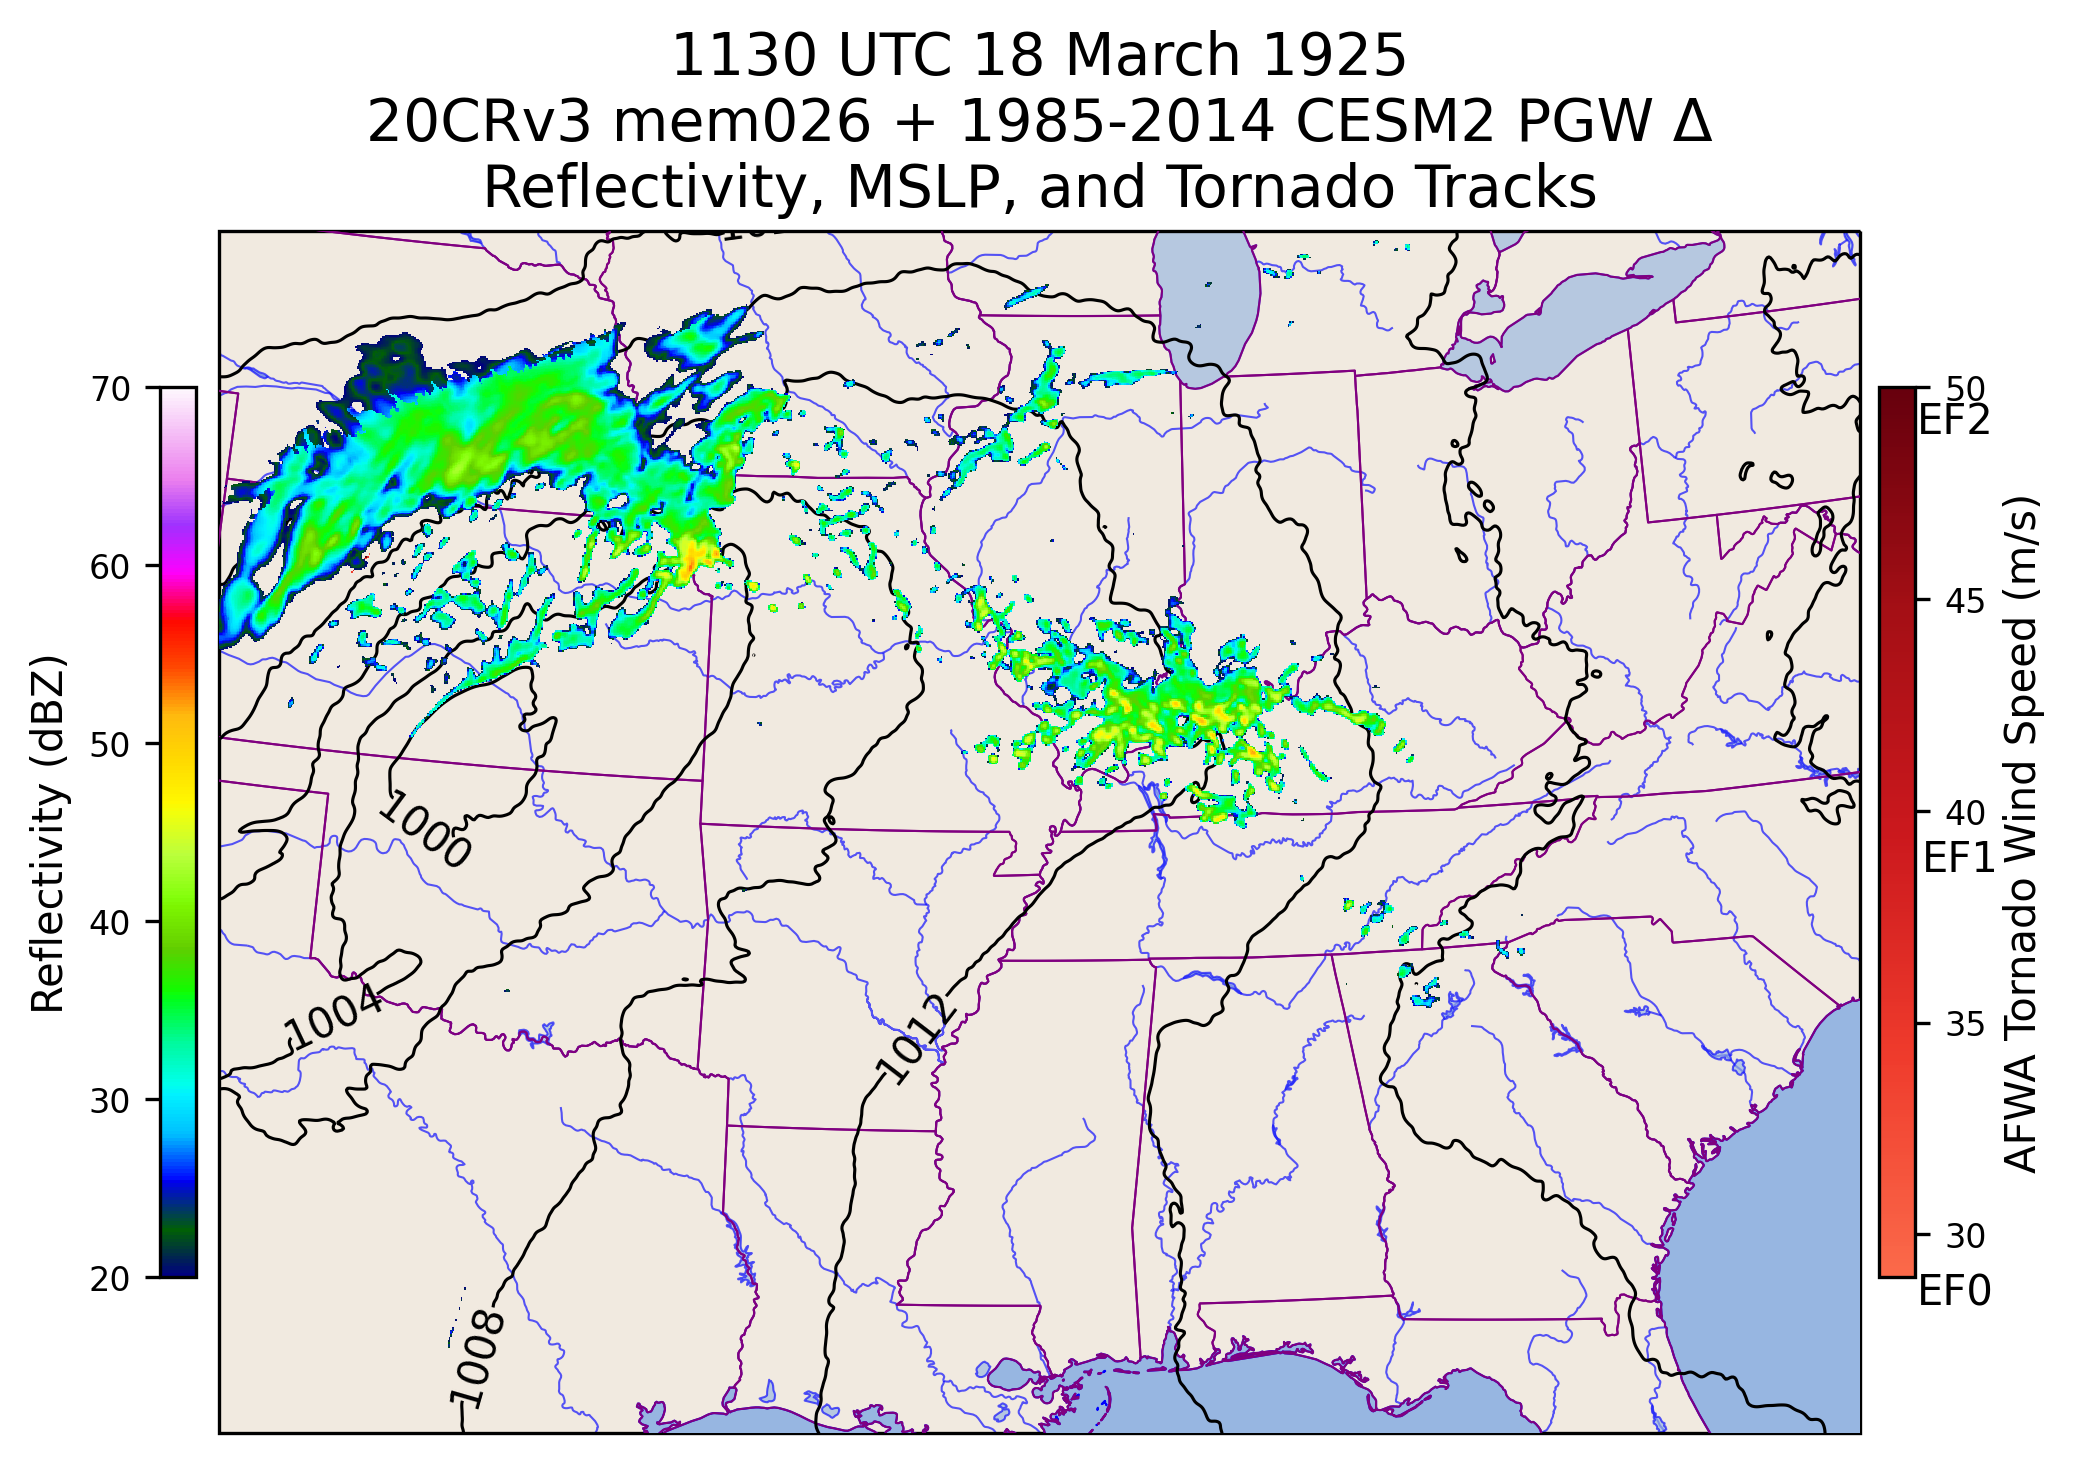 1130 UTC 18 March 1925
20CRv3 mem026 + 1985-2014 CESM2 PGW Δ
Reflectivity, MSLP, and Tornado Tracks
70
60
50
40
30
20
Reflectivity (dBZ)
1000
1004
1008
1012
50
EF2
45
40
EF1
35
30
EF0
AFWA Tornado Wind Speed (m/s)